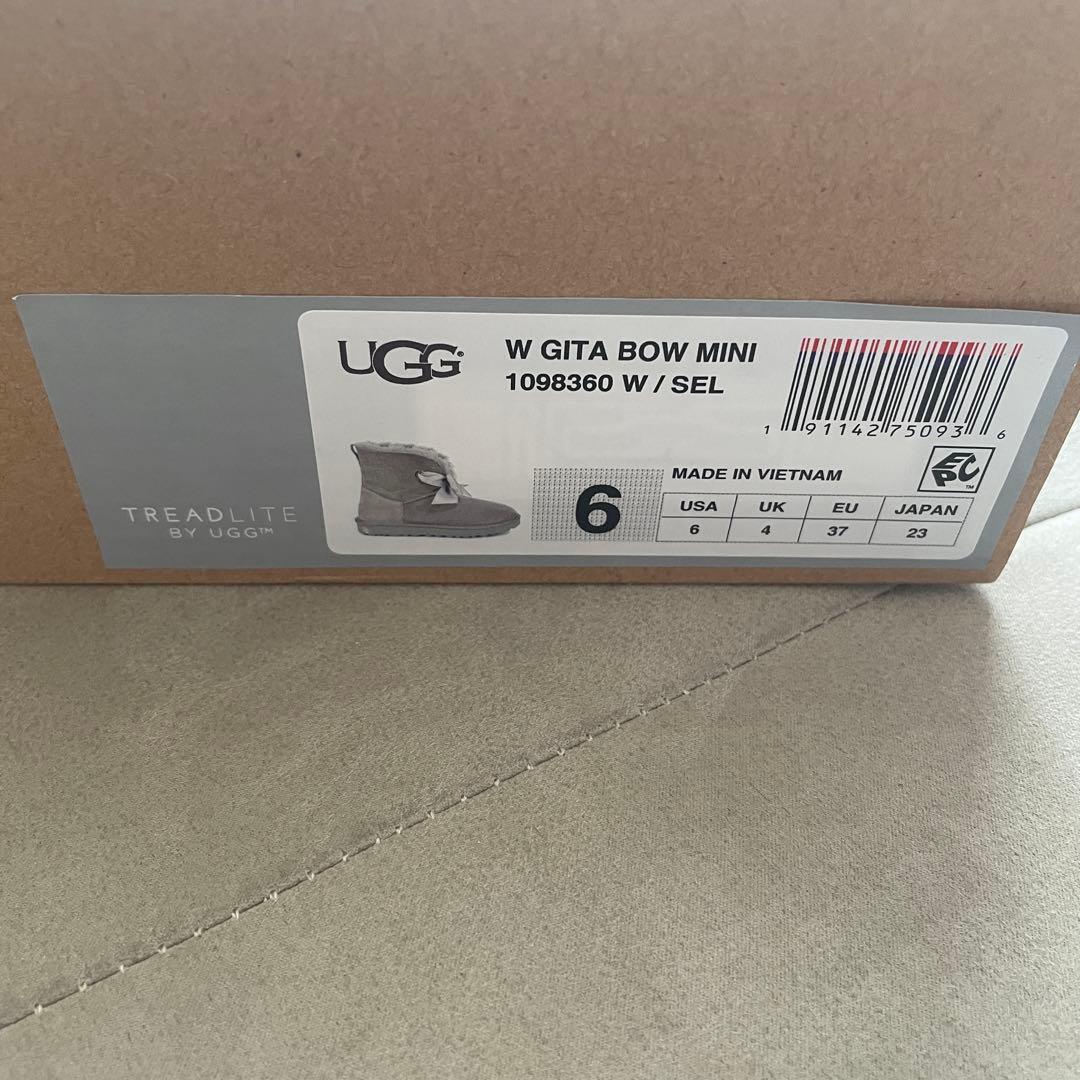 UGG®
W GITA BOW MINI
1098360 W / SEL
1 91142 75093 6
TREADLITE
BY UGG™
6
MADE IN VIETNAM
EPC™
USA UK EU JAPAN
6 4 37 23